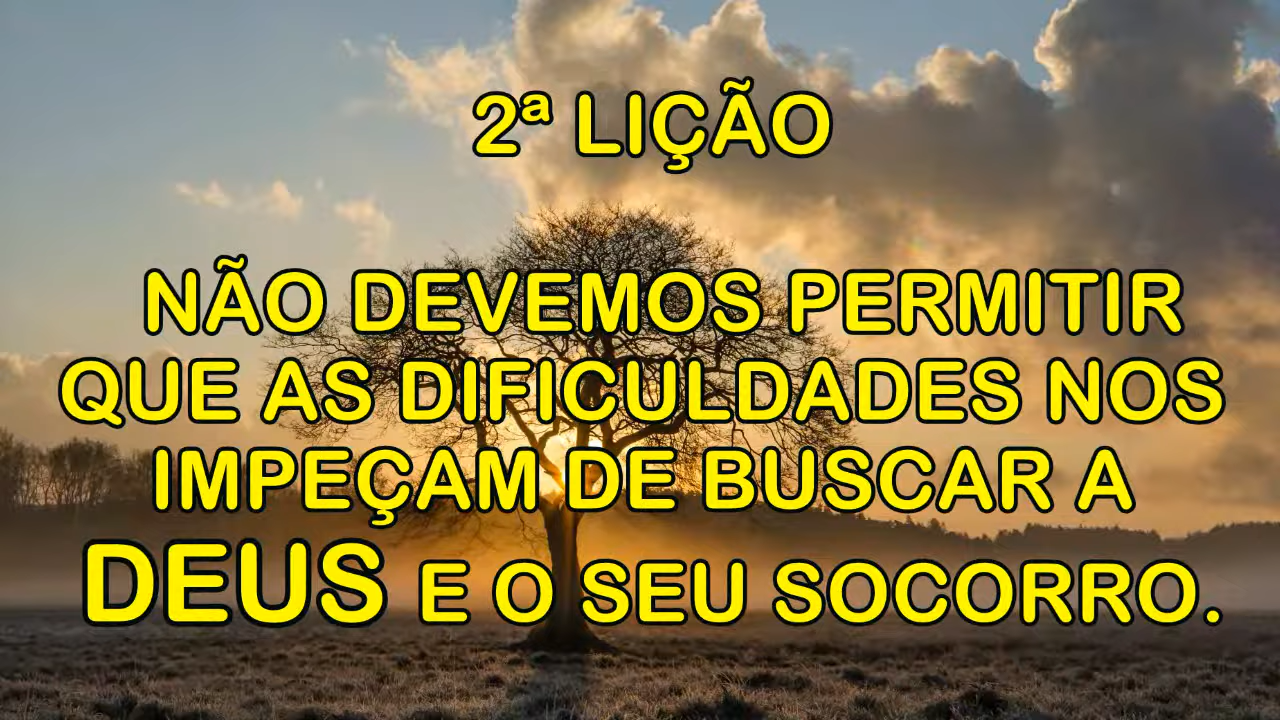 2ª LIÇÃO
NÃO DEVEMOS PERMITIR
QUE AS DIFICULDADES NOS
IMPEÇAM DE BUSCAR A
DEUS E O SEU SOCORRO.